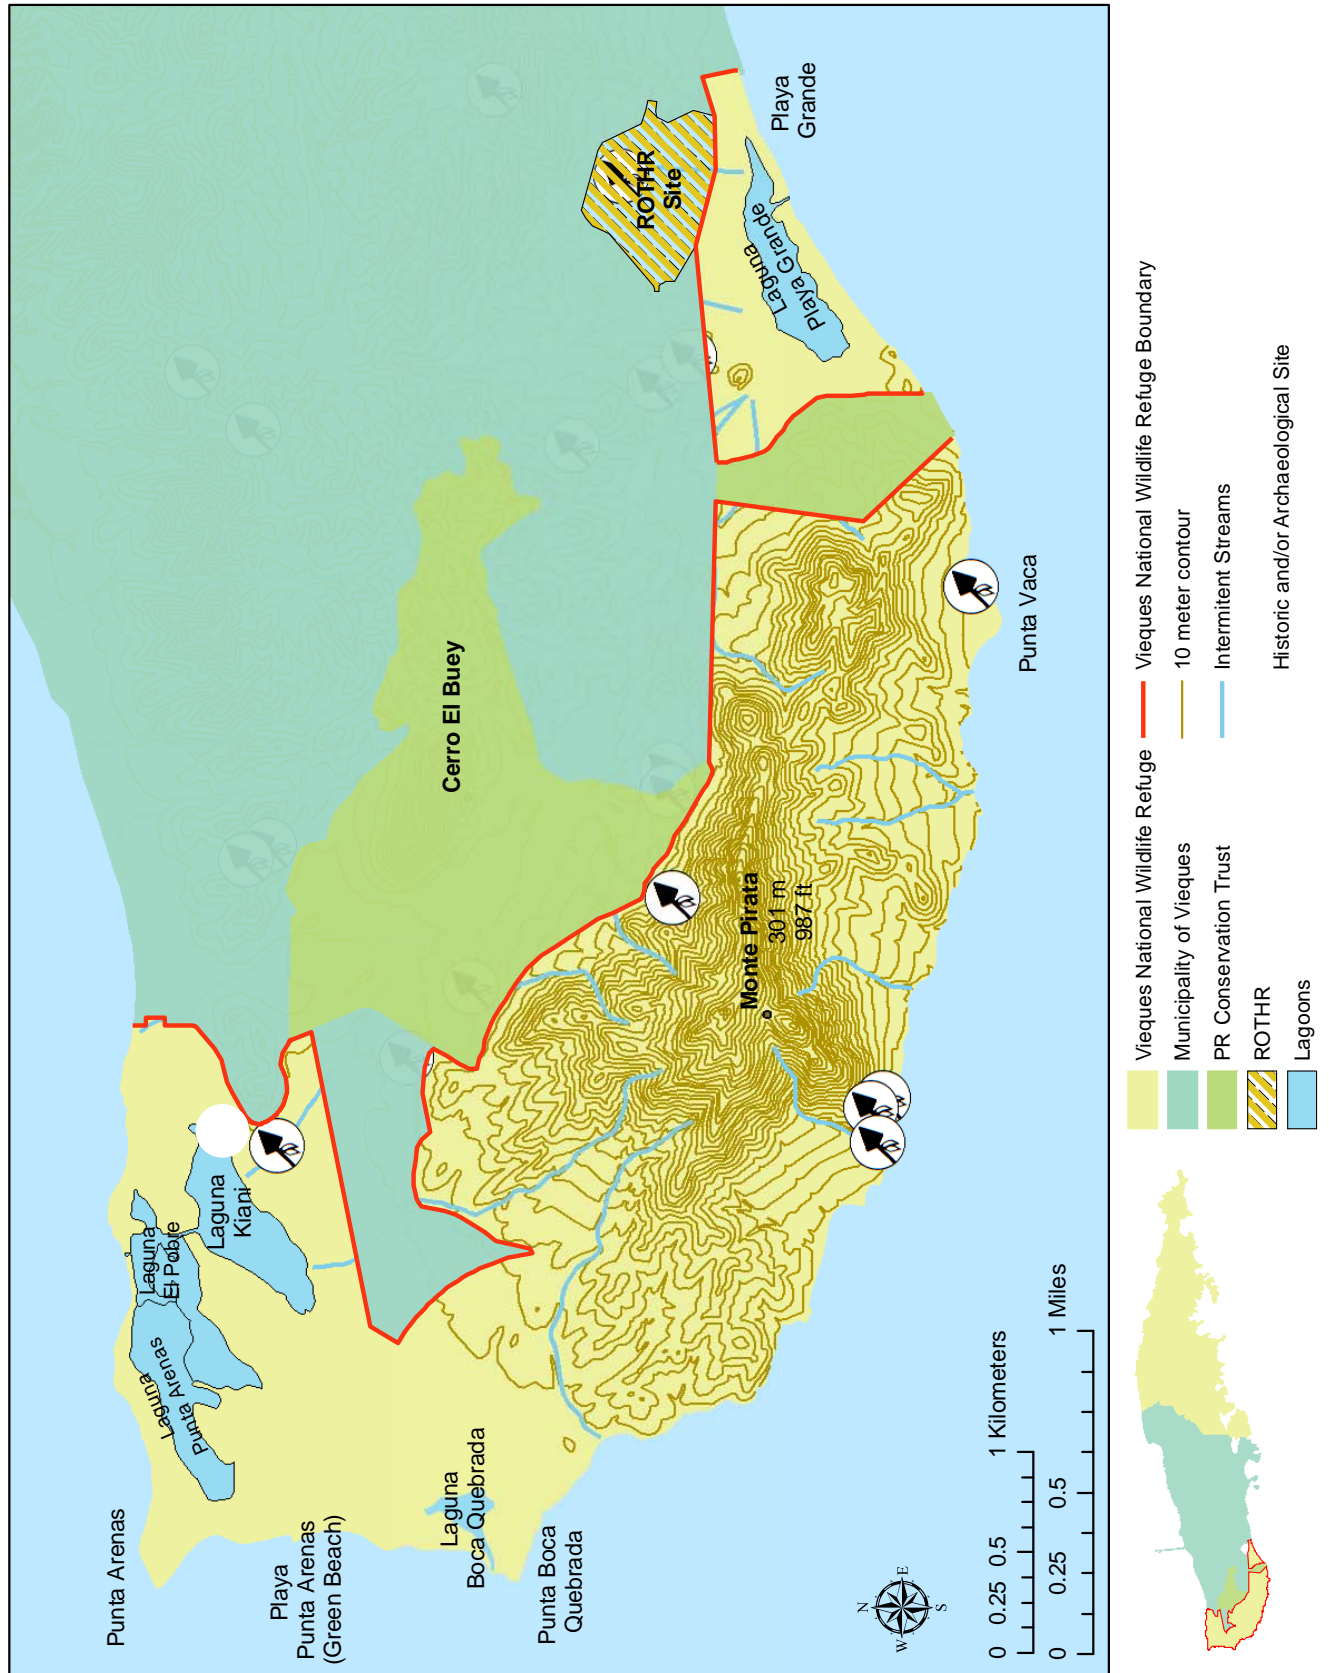 Punta Arenas
Playa
Punta Arenas
(Green Beach)
Laguna
Punta Arenas
Laguna
El Pobre
Laguna
Kiani
Laguna
Boca Quebrada
Punta Boca
Quebrada
Cerro El Buey
Monte Pirata
301 m
987 ft
ROTHR
Site
Laguna
Playa Grande
Playa
Grande
Punta Vaca
N
E
S
W
0 0.25 0.5 1 Kilometers
0 0.25 0.5 1 Miles
Vieques National Wildlife Refuge
Municipality of Vieques
PR Conservation Trust
ROTHR
Lagoons
Vieques National Wildlife Refuge Boundary
10 meter contour
Intermitent Streams
Historic and/or Archaeological Site